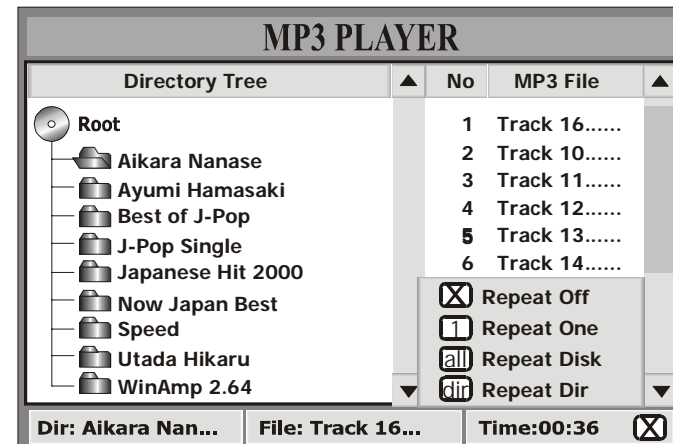 MP3 PLAYER
Directory Tree
No MP3 File
Root
Aikara Nanase
Ayumi Hamasaki
Best of J-Pop
J-Pop Single
Japanese Hit 2000
Now Japan Best
Speed
Utada Hikaru
WinAmp 2.64
1 Track 16......
2 Track 10......
3 Track 11......
4 Track 12......
5 Track 13......
6 Track 14......
X Repeat Off
1 Repeat One
all Repeat Disk
dir Repeat Dir
Dir: Aikara Nan... File: Track 16... Time:00:36 X